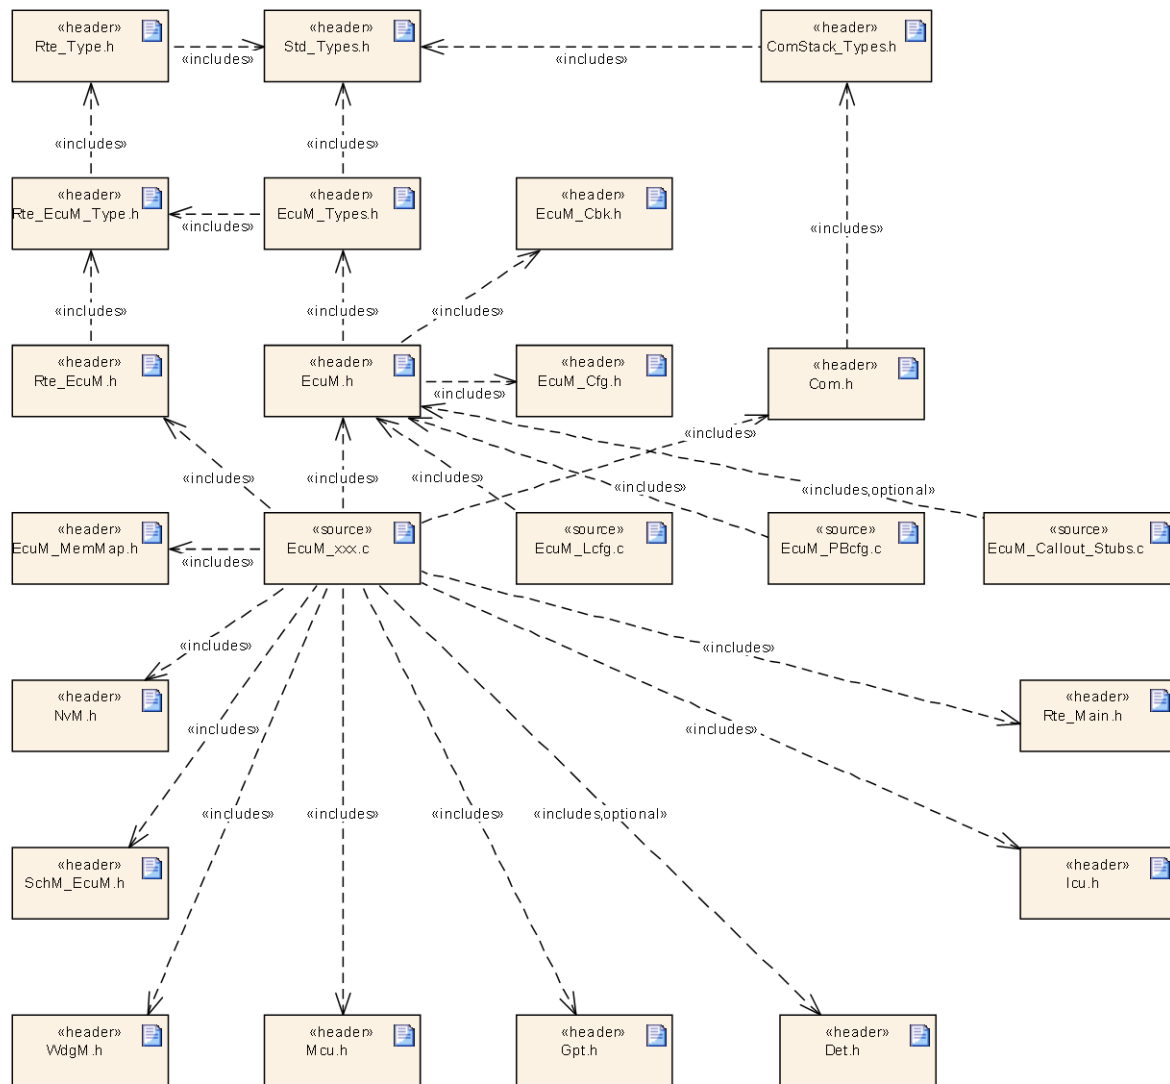 «header»
Rte_Type.h
«header»
Std_Types.h
«header»
ComStack_Types.h
«includes»
«includes»
«includes»
«includes»
«header»
Rte_EcuM_Type.h
«header»
EcuM_Types.h
«header»
EcuM_Cbk.h
«includes»
«includes»
«includes»
«includes»
«includes»
«header»
Rte_EcuM.h
«header»
EcuM.h
«header»
EcuM_Cfg.h
«header»
Com.h
«includes»
«includes»
«includes»
«includes»
«includes»
«includes»
«includes,optional»
«header»
EcuM_MemMap.h
«source»
EcuM_xxx.c
«source»
EcuM_Lcfg.c
«source»
EcuM_PBcfg.c
«source»
EcuM_Callout_Stubs.c
«includes»
«includes»
«includes»
«header»
NvM.h
«header»
Rte_Main.h
«includes»
«includes»
«includes»
«includes»
«includes»
«includes,optional»
«header»
SchM_EcuM.h
«header»
Icu.h
«header»
WdgM.h
«header»
Mcu.h
«header»
Gpt.h
«header»
Det.h